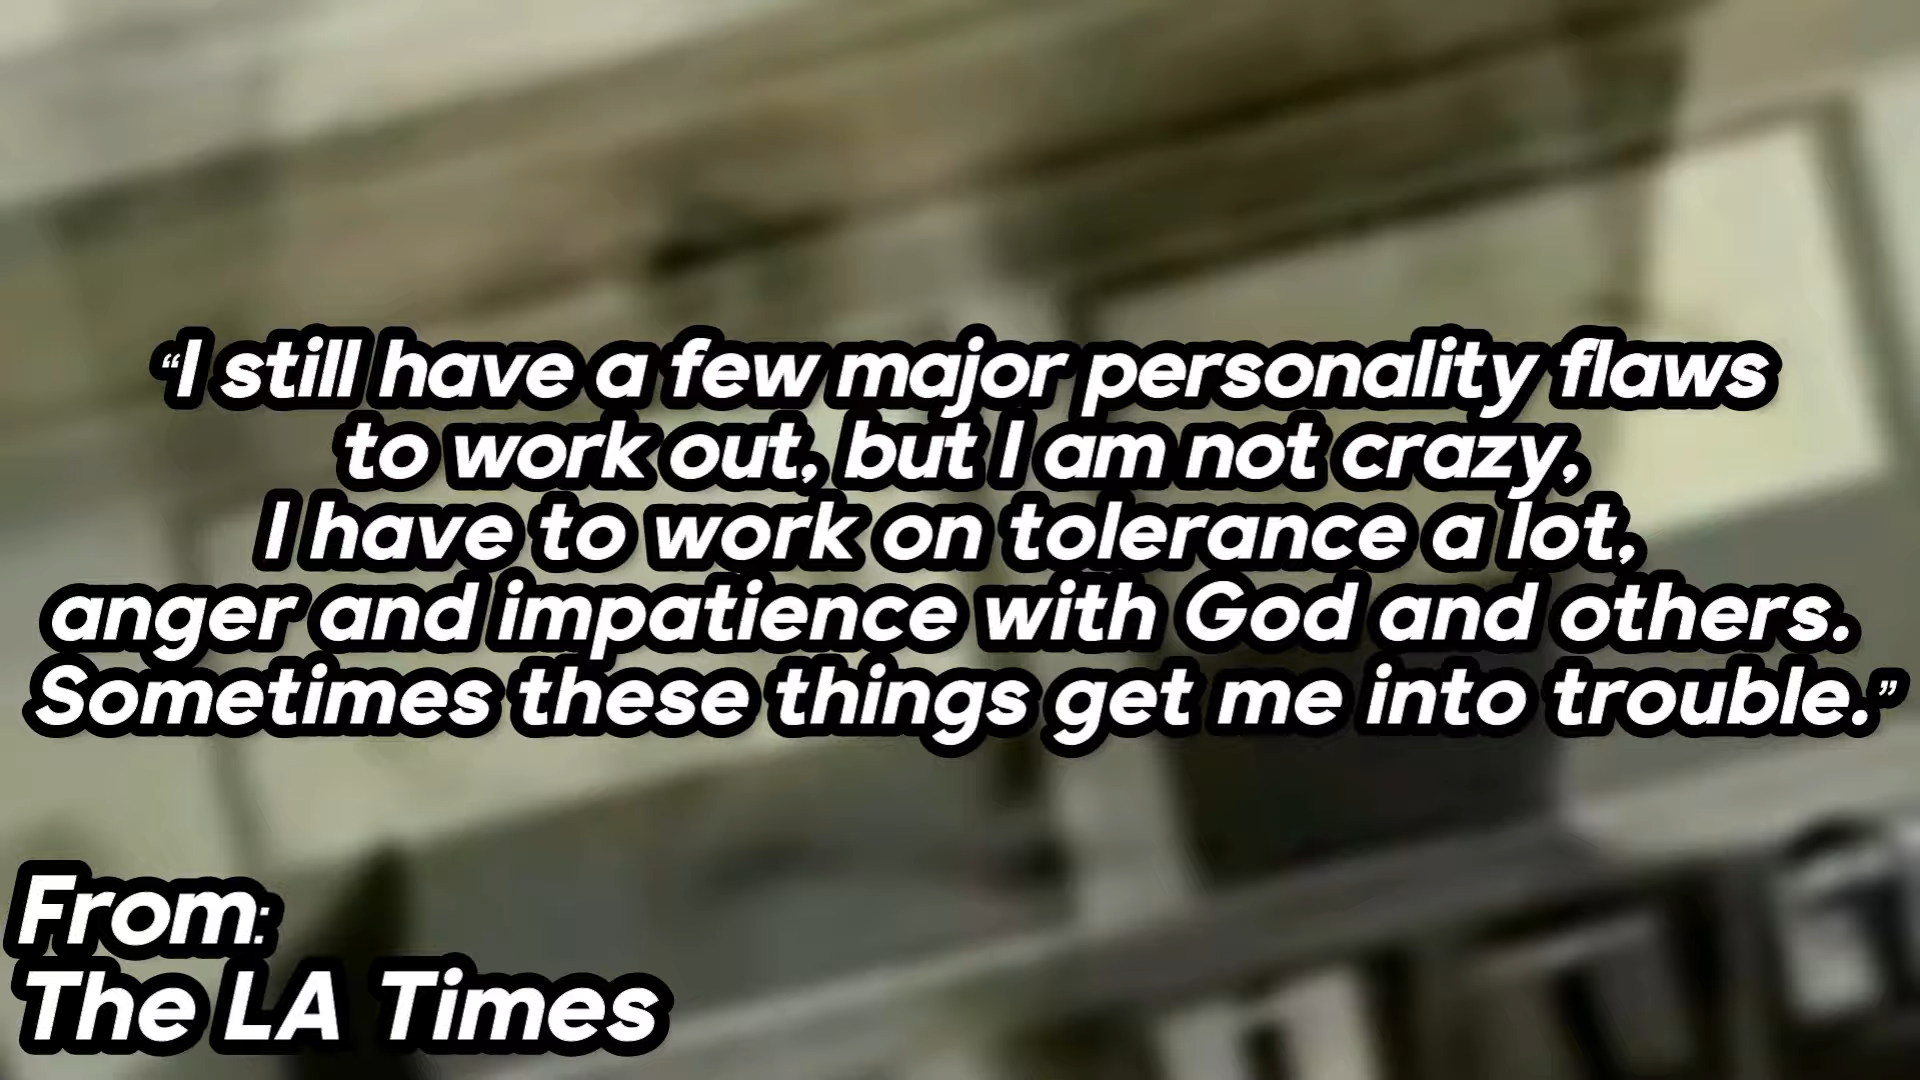 “I still have a few major personality flaws
to work out, but I am not crazy,
I have to work on tolerance a lot,
anger and impatience with God and others.
Sometimes these things get me into trouble.”
From:
The LA Times